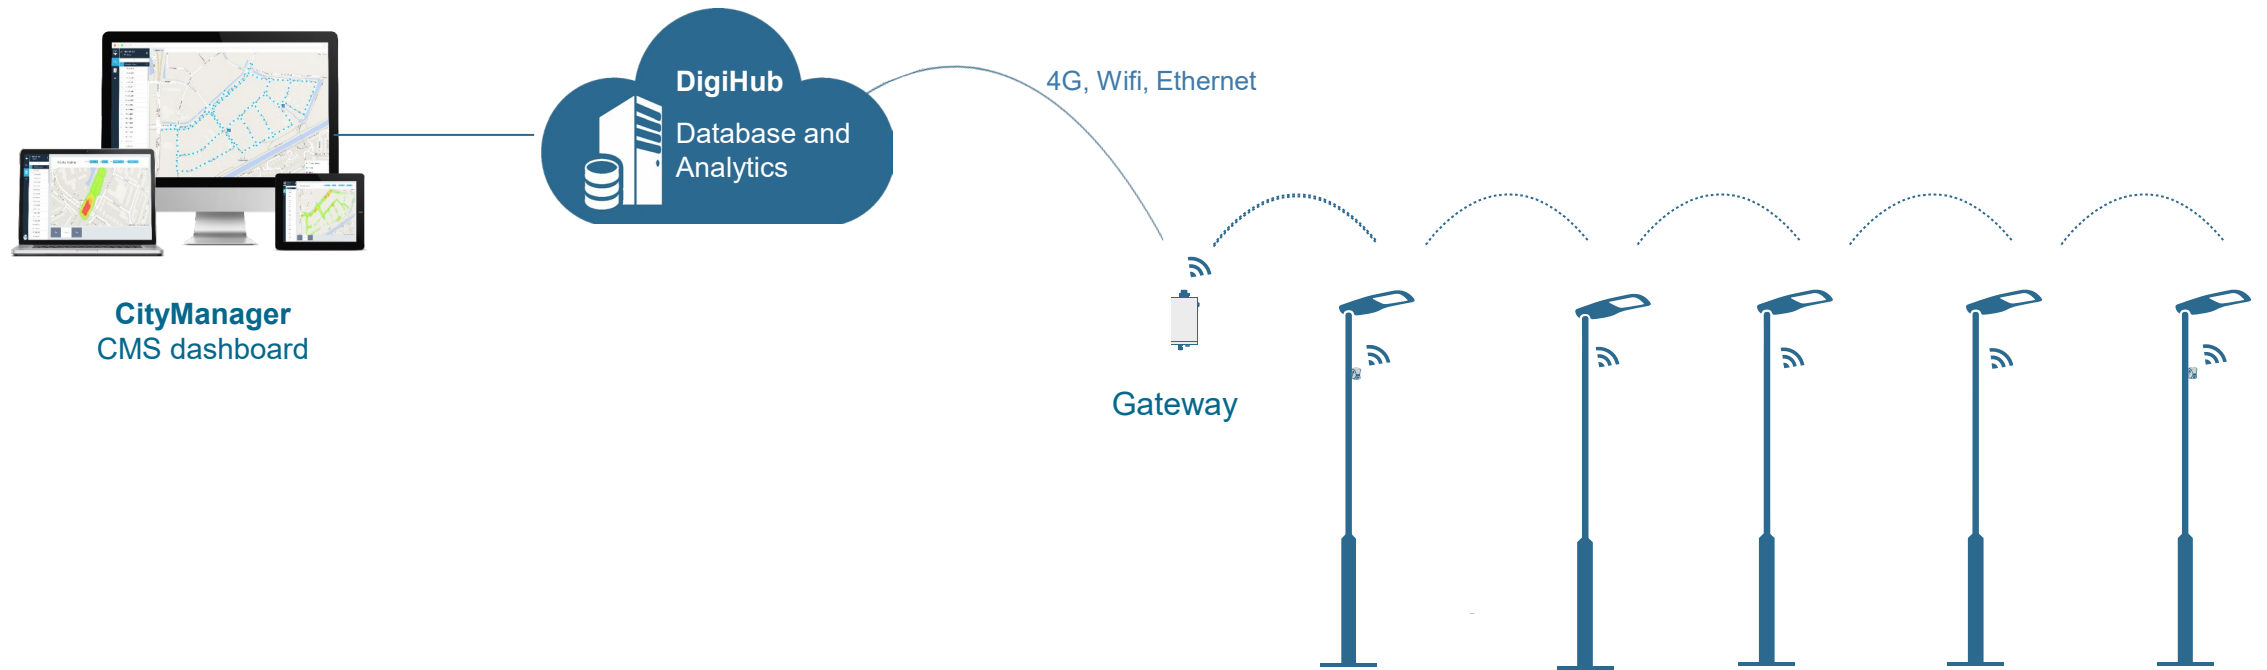 DigiHub
Database and
Analytics
4G, Wifi, Ethernet
CityManager
CMS dashboard
Gateway